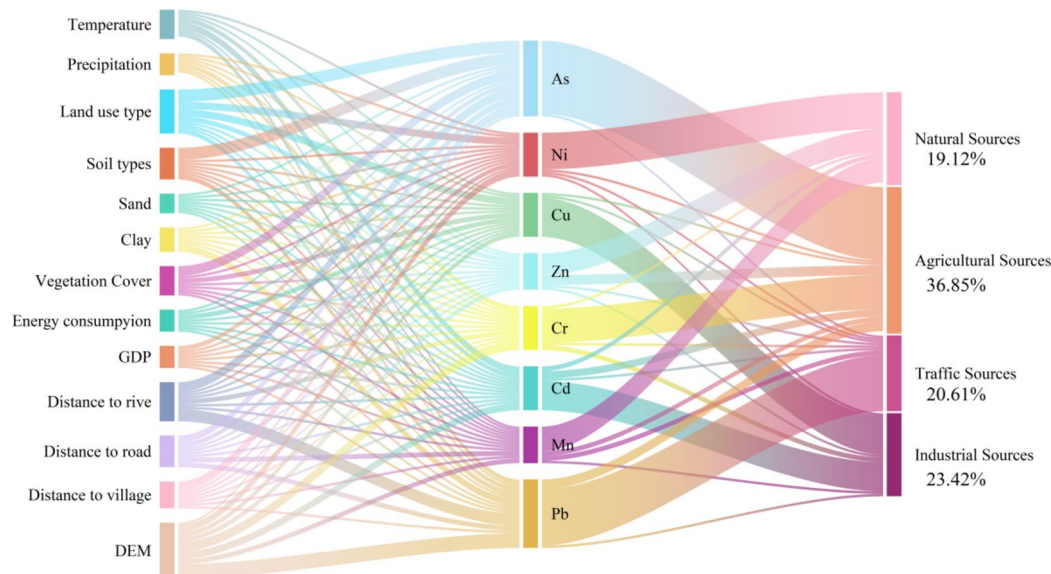 Temperature
Precipitation
Land use type
Soil types
Sand
Clay
Vegetation Cover
Energy consumpyion
GDP
Distance to rive
Distance to road
Distance to village
DEM
As
Ni
Cu
Zn
Cr
Cd
Mn
Pb
Natural Sources
19.12%
Agricultural Sources
36.85%
Traffic Sources
20.61%
Industrial Sources
23.42%